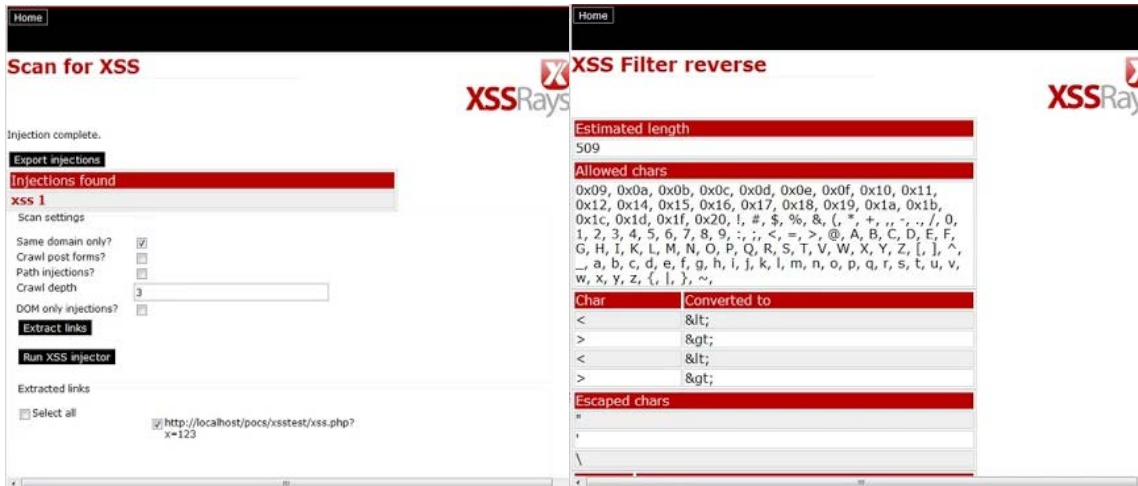 Home
Scan for XSS
XSSRays
Injection complete.
Export injections
Injections found
xss 1
Scan settings
Same domain only?
Crawl post forms?
Path injections?
Crawl depth
3
DOM only injections?
Extract links
Run XSS injector
Extracted links
Select all
http://localhost/pocs/xsstest/xss.php?
x=123
Home
XSS Filter reverse
XSSRay
Estimated length
509
Allowed chars
0x09, 0x0a, 0x0b, 0x0c, 0x0d, 0x0e, 0x0f, 0x10, 0x11,
0x12, 0x14, 0x15, 0x16, 0x17, 0x18, 0x19, 0x1a, 0x1b,
0x1c, 0x1d, 0x1f, 0x20, !, #, $, %, &, (, *, +, ,, -, ., /, 0,
1, 2, 3, 4, 5, 6, 7, 8, 9, :, ;, <, =, >, @, A, B, C, D, E, F,
G, H, I, K, L, M, N, O, P, Q, R, S, T, V, W, X, Y, Z, [, ], ^,
_, a, b, c, d, e, f, g, h, i, j, k, l, m, n, o, p, q, r, s, t, u, v,
w, x, y, z, {, |, }, ~,
Char Converted to
< &lt;
> &gt;
< &lt;
> &gt;
Escaped chars
"
'
\